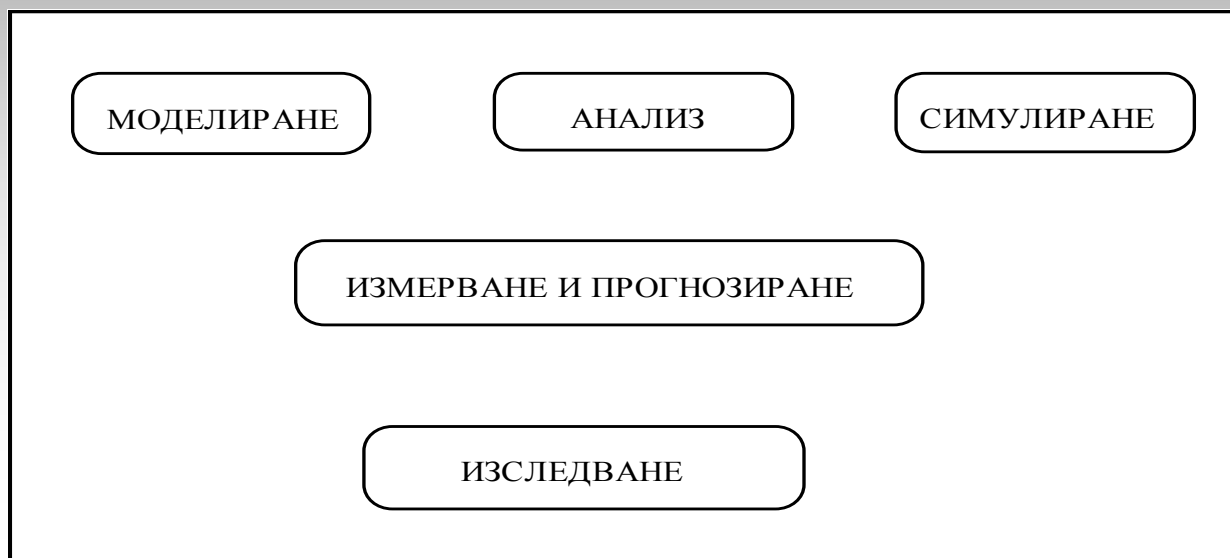 МОДЕЛИРАНЕ
АНАЛИЗ
СИМУЛИРАНЕ
ИЗМЕРВАНЕ И ПРОГНОЗИРАНЕ
ИЗСЛЕДВАНЕ